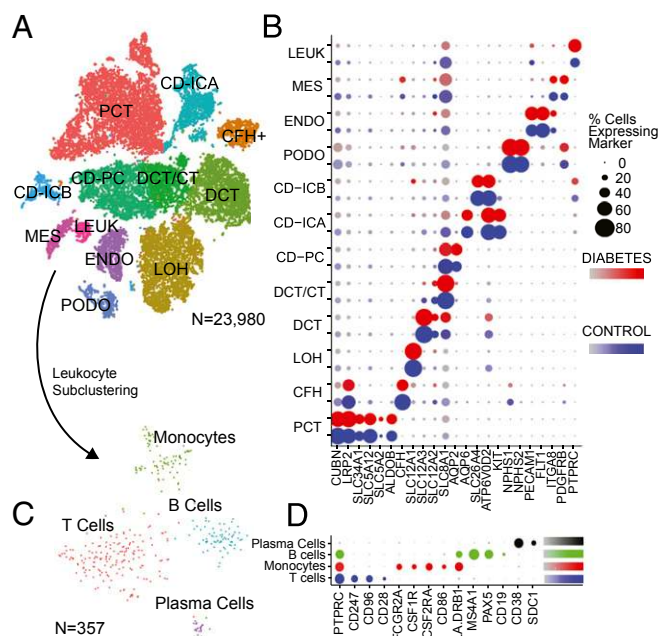 A
PCT
CD-ICA
CFH+
CD-ICB
CD-PC
DCT/CT
DCT
MES
LEUK
ENDO
LOH
PODO
N=23,980
Leukocyte
Subclustering
B
LEUK
MES
ENDO
PODO
CD-ICB
CD-ICA
CD-PC
DCT/CT
DCT
LOH
CFH
PCT
CUBN
LRP2
SLC34A1
SLC5A12
SLC5A2
ALDOB
CFH
SLC12A1
SLC12A3
SLC12A2
SLC8A1
AQP2
AQP6
SLC26A4
ATP6V0D2
KIT
NPHS1
NPHS2
PECAM1
FLT1
ITGA8
PDGFRB
PTPRC
% Cells
Expressing
Marker
0
20
40
60
80
DIABETES
CONTROL
C
Monocytes
T Cells
B Cells
Plasma Cells
N=357
D
Plasma Cells
B cells
Monocytes
T cells
PTPRC
CD247
CD96
CD28
FCGR2A
CSF1R
CSF2RA
CD86
A.DRB1
MS4A1
PAX5
CD19
CD38
SDC1